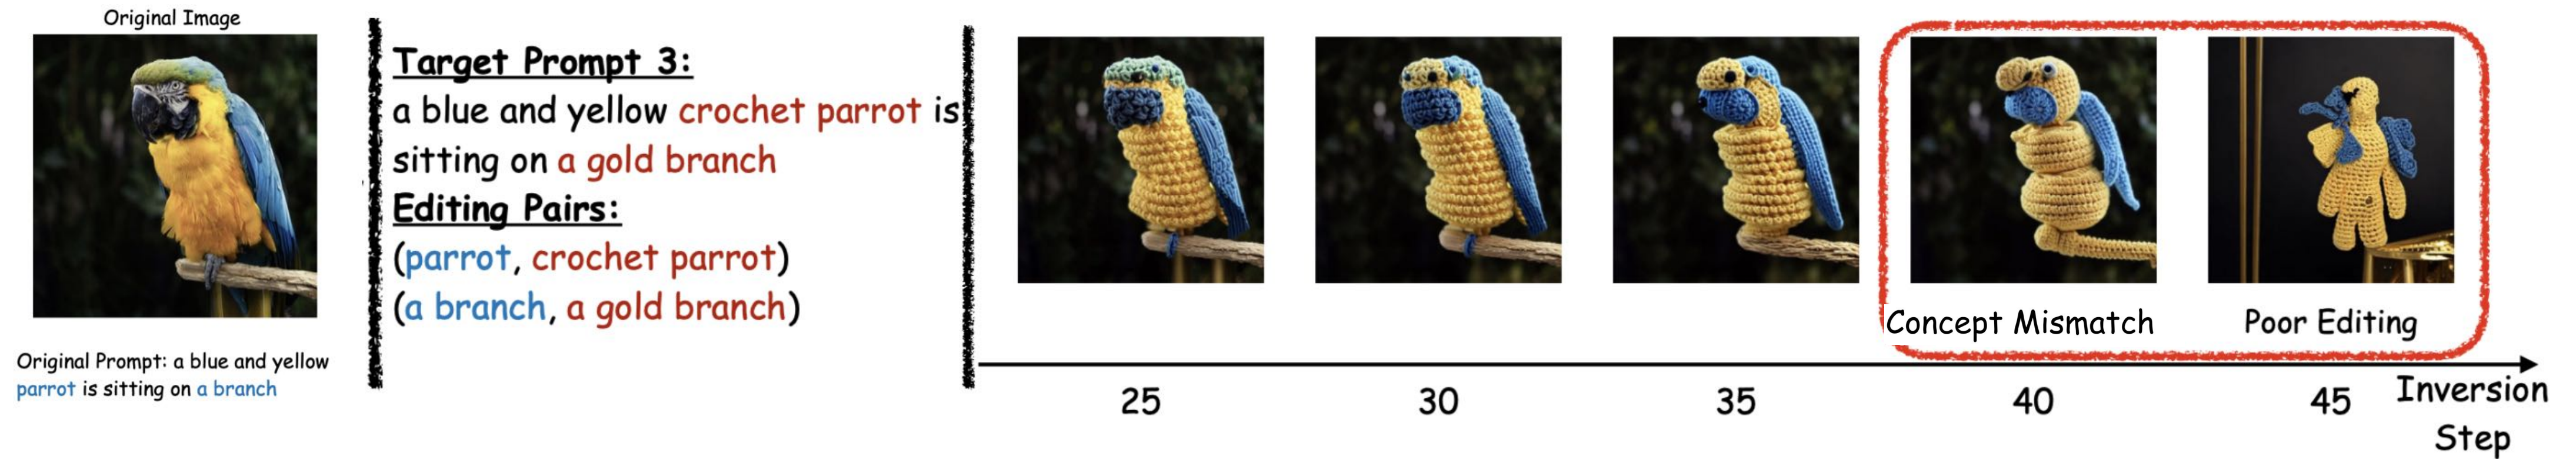 Original Image
Original Prompt: a blue and yellow
parrot is sitting on a branch
Target Prompt 3:
a blue and yellow crochet parrot is
sitting on a gold branch
Editing Pairs:
(parrot, crochet parrot)
(a branch, a gold branch)
Concept Mismatch
Poor Editing
25
30
35
40
45
Inversion
Step